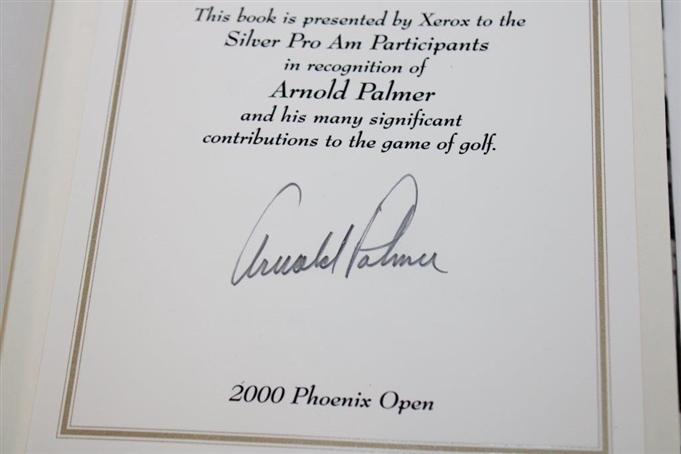 This book is presented by Xerox to the
Silver Pro Am Participants
in recognition of
Arnold Palmer
and his many significant
contributions to the game of golf.
Arnold Palmer
2000 Phoenix Open